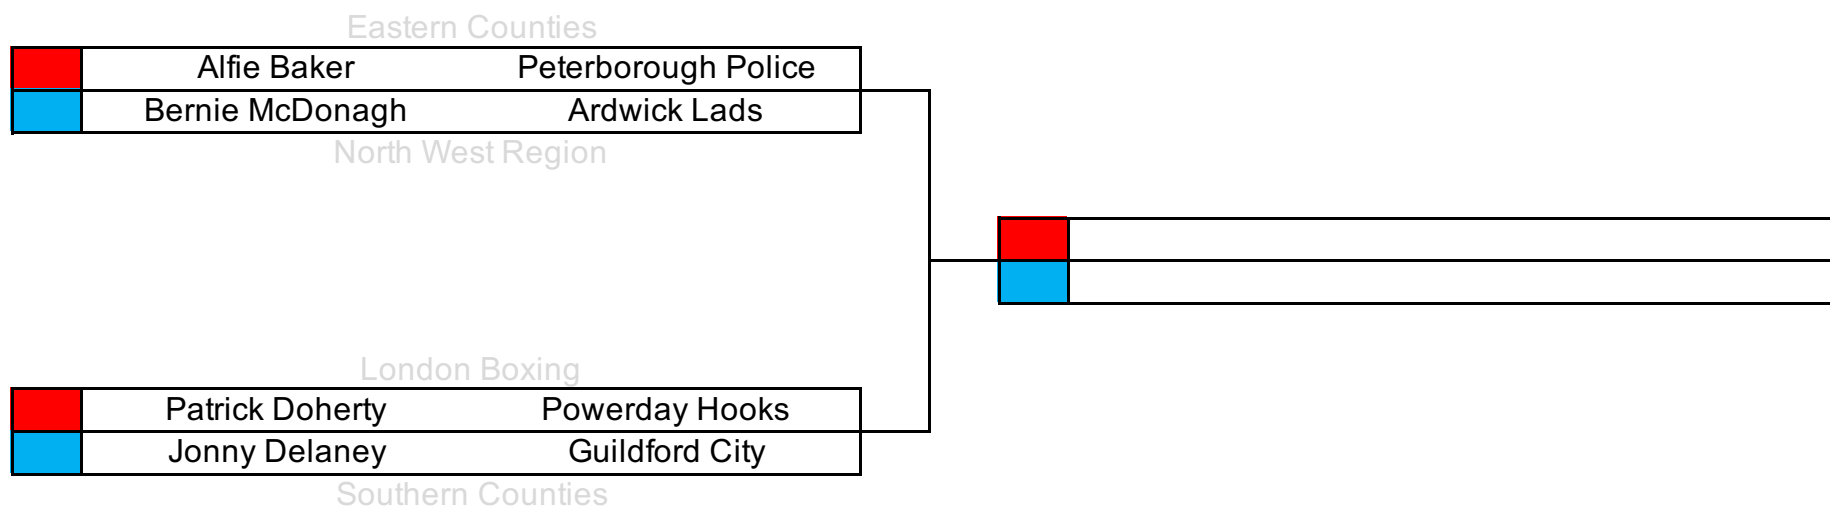 Eastern Counties
Alfie Baker Peterborough Police
Bernie McDonagh Ardwick Lads
North West Region
London Boxing
Patrick Doherty Powerday Hooks
Jonny Delaney Guildford City
Southern Counties